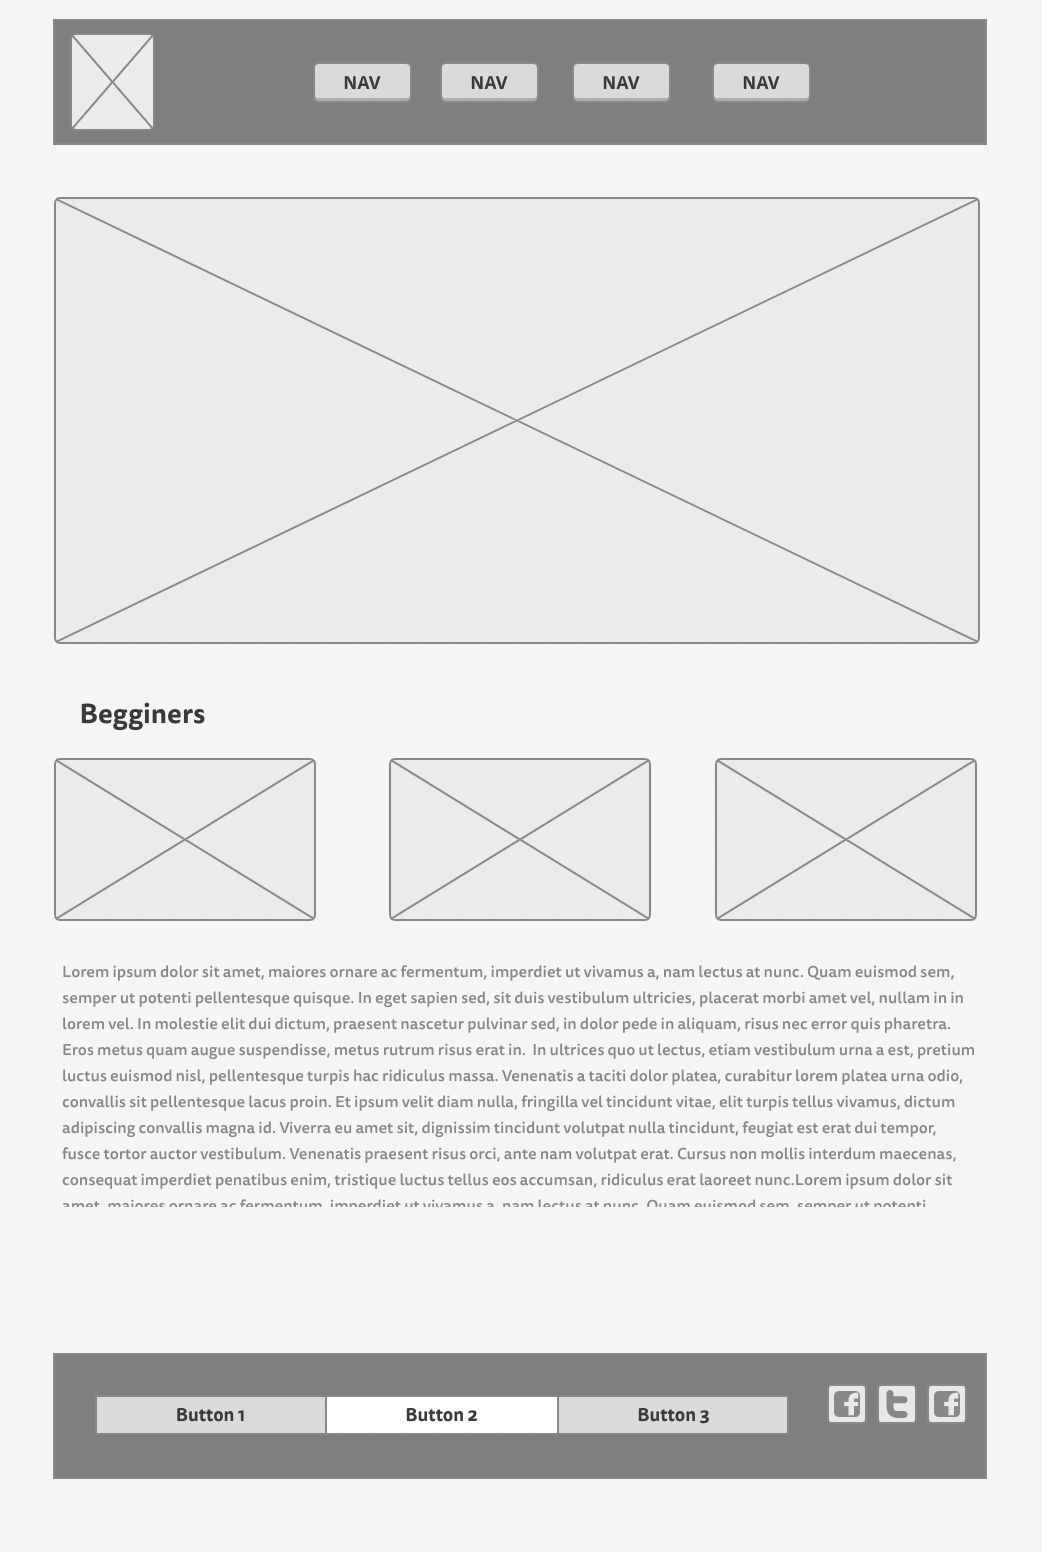 NAV NAV NAV NAV
Begginers
Lorem ipsum dolor sit amet, maiores ornare ac fermentum, imperdiet ut vivamus a, nam lectus at nunc. Quam euismod sem,
semper ut potenti pellentesque quisque. In eget sapien sed, sit duis vestibulum ultricies, placerat morbi amet vel, nullam in in
lorem vel. In molestie elit dui dictum, praesent nascetur pulvinar sed, in dolor pede in aliquam, risus nec error quis pharetra.
Eros metus quam augue suspendisse, metus rutrum risus erat in.  In ultrices quo ut lectus, etiam vestibulum urna a est, pretium
luctus euismod nisl, pellentesque turpis hac ridiculus massa. Venenatis a taciti dolor platea, curabitur lorem platea urna odio,
convallis sit pellentesque lacus proin. Et ipsum velit diam nulla, fringilla vel tincidunt vitae, elit turpis tellus vivamus, dictum
adipiscing convallis magna id. Viverra eu amet sit, dignissim tincidunt volutpat nulla tincidunt, feugiat est erat dui tempor,
fusce tortor auctor vestibulum. Venenatis praesent risus orci, ante nam volutpat erat. Cursus non mollis interdum maecenas,
consequat imperdiet penatibus enim, tristique luctus tellus eos accumsan, ridiculus erat laoreet nunc.Lorem ipsum dolor sit
amet, maiores ornare ac fermentum, imperdiet ut vivamus a, nam lectus at nunc. Quam euismod sem, semper ut potenti
Button 1 Button 2 Button 3